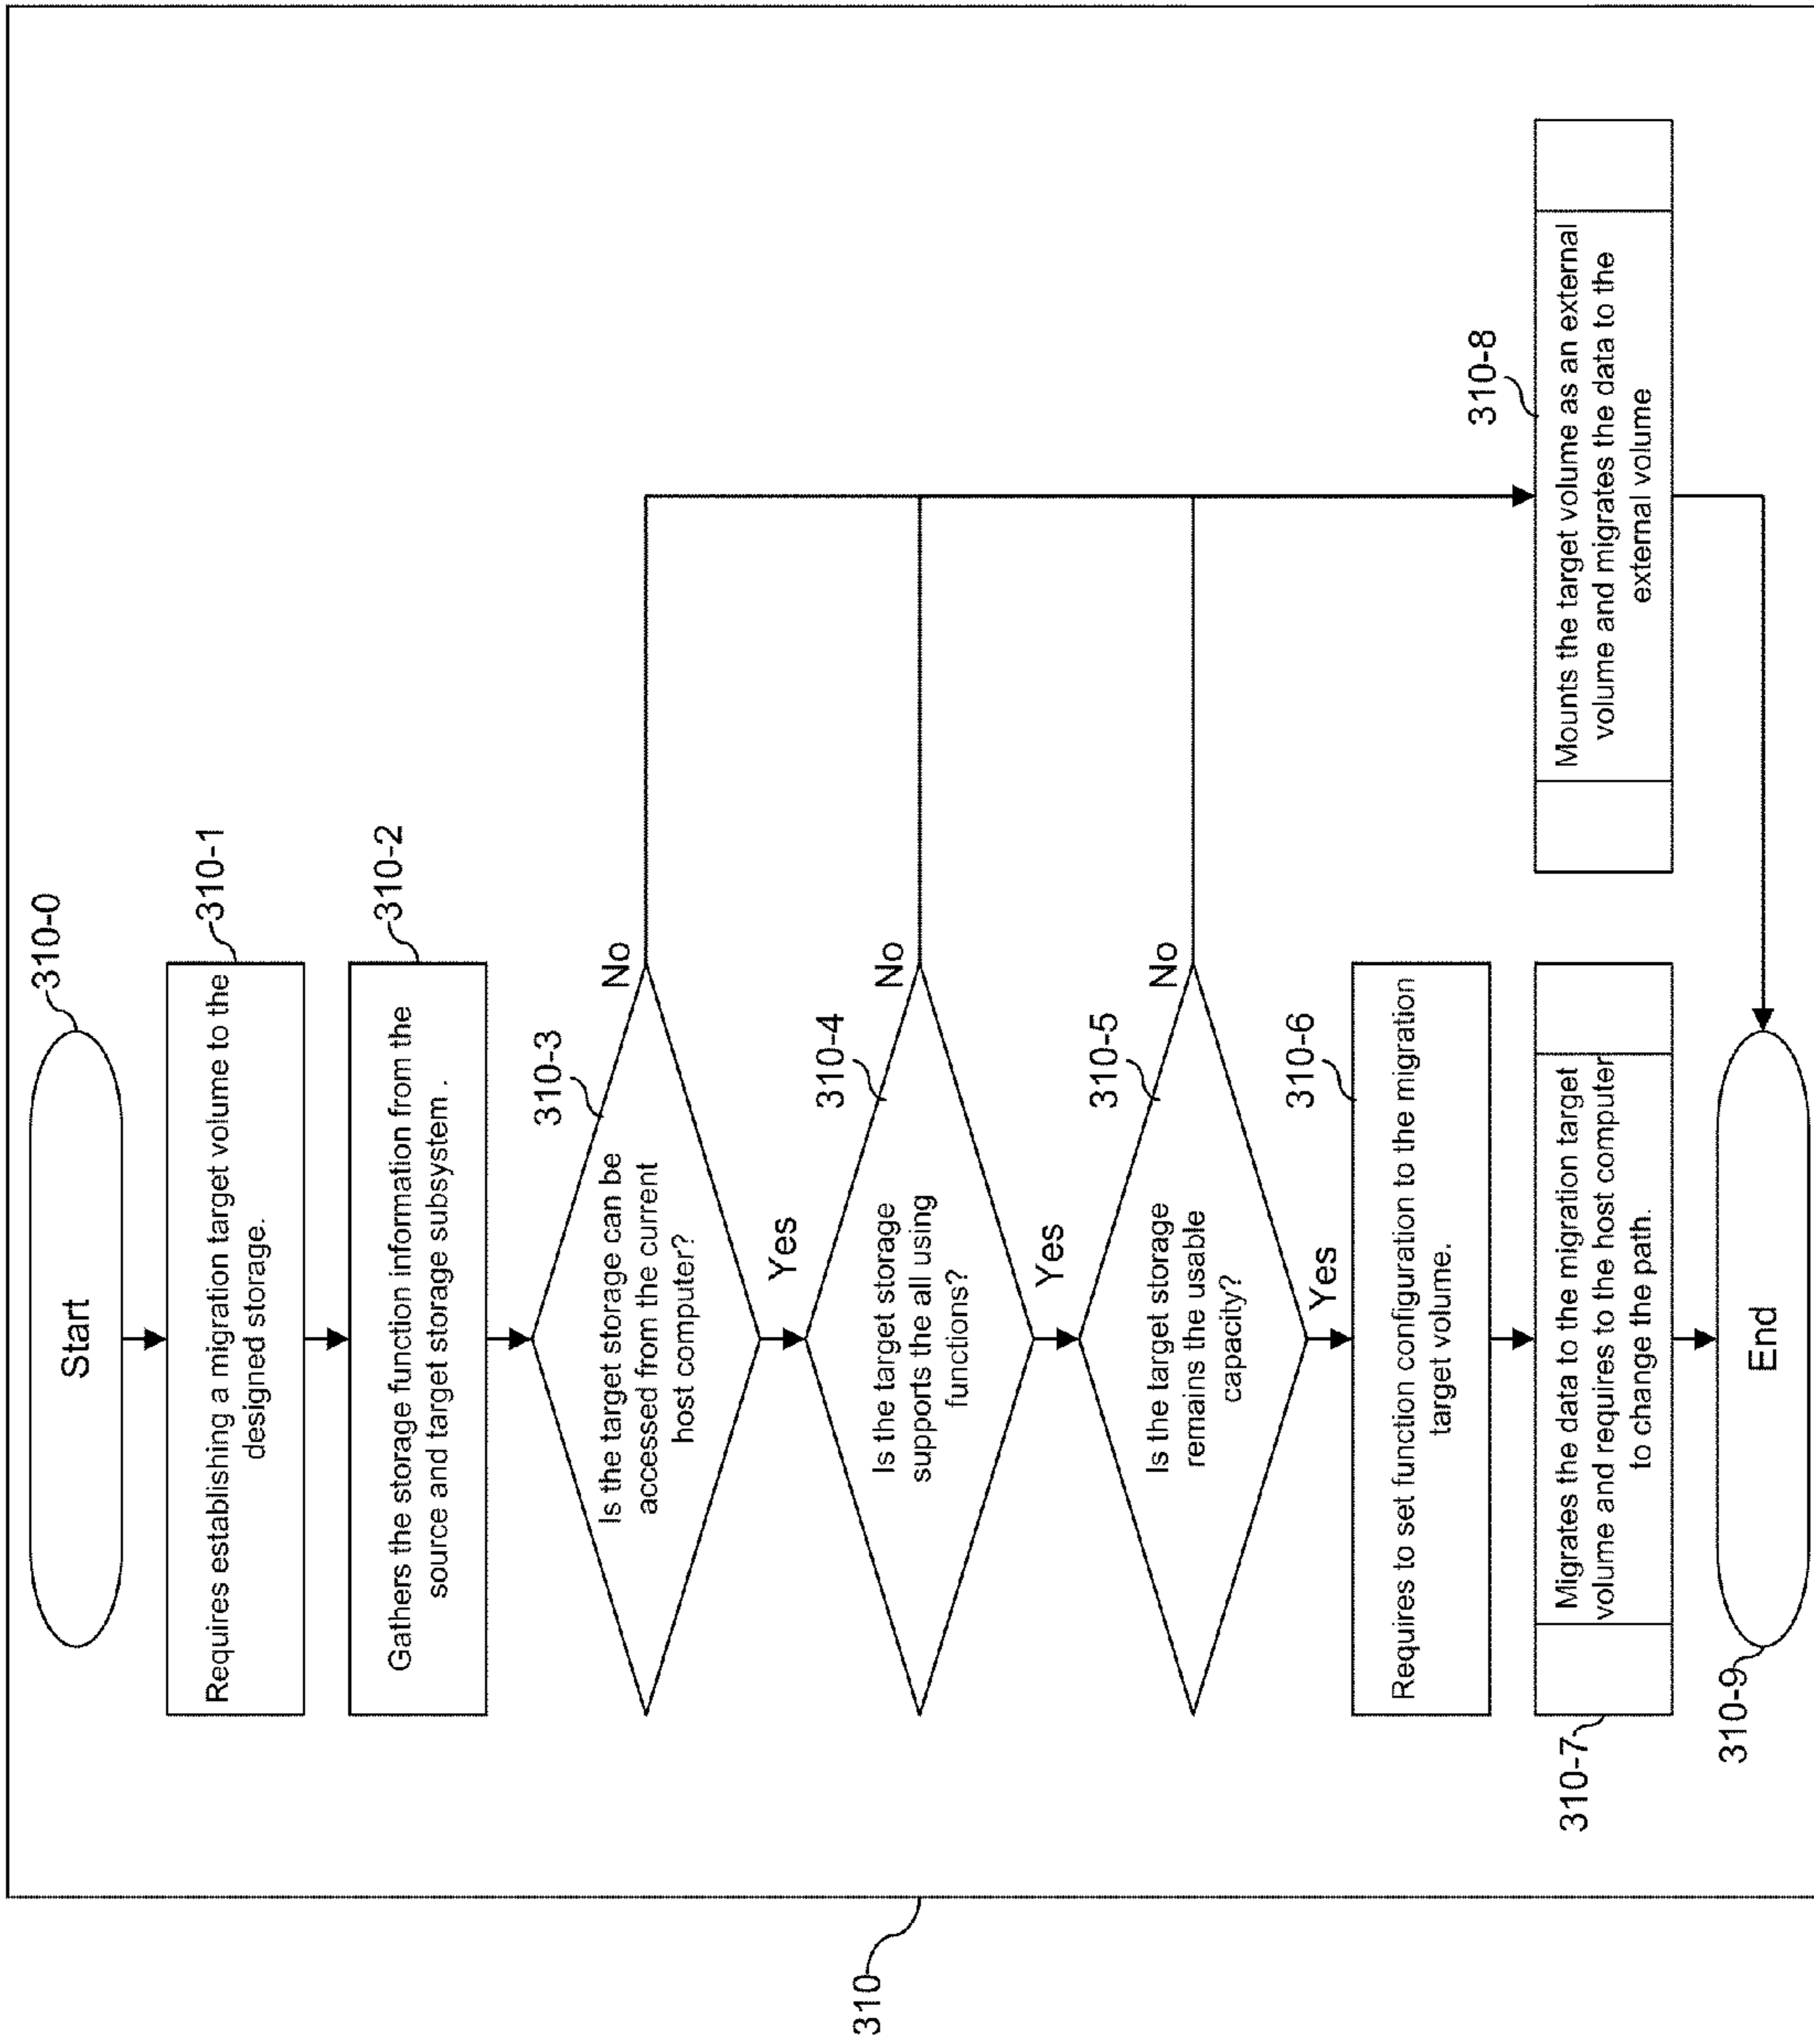 Start
310-0
Requires establishing a migration target volume to the
designed storage.
310-1
Gathers the storage function information from the
source and target storage subsystem .
310-2
Is the target storage can be
accessed from the current
host computer?
310-3
No
Yes
Is the target storage
supports the all using
functions?
310-4
No
Yes
Is the target storage
remains the usable
capacity?
310-5
No
Yes
Requires to set function configuration to the migration
target volume.
310-6
Migrates the data to the migration target
volume and requires to the host computer
to change the path.
310-7
Mounts the target volume as an external
volume and migrates the data to the
external volume
310-8
End
310-9
310